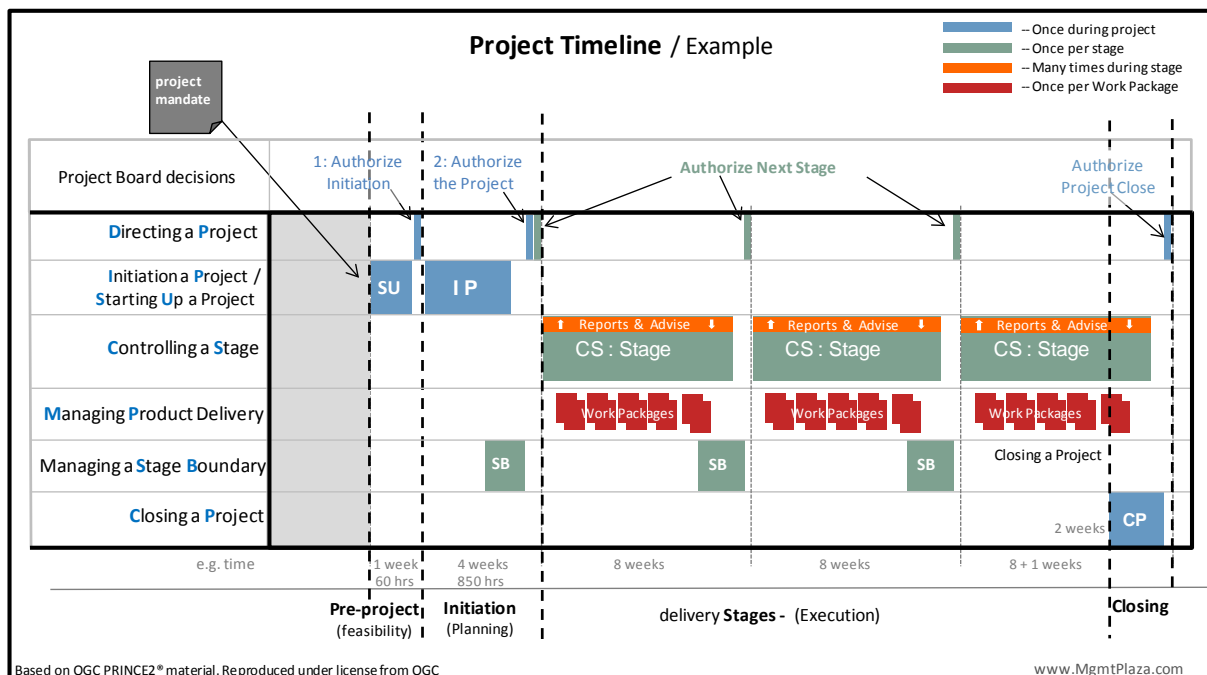 Project Timeline / Example
-- Once during project
-- Once per stage
-- Many times during stage
-- Once per Work Package
project
mandate
Project Board decisions
1: Authorize
Initiation
2: Authorize
the Project
Authorize Next Stage
Authorize
Project Close
Directing a Project
Initiation a Project /
Starting Up a Project
SU
I P
Controlling a Stage
⬆ Reports & Advise ⬇
CS : Stage
⬆ Reports & Advise ⬇
CS : Stage
⬆ Reports & Advise ⬇
CS : Stage
Managing Product Delivery
Work Packages
Work Packages
Work Packages
Managing a Stage Boundary
SB
SB
SB
Closing a Project
Closing a Project
2 weeks
CP
e.g. time
1 week
60 hrs
4 weeks
850 hrs
8 weeks
8 weeks
8 + 1 weeks
Pre-project
(feasibility)
Initiation
(Planning)
delivery Stages - (Execution)
Closing
Based on OGC PRINCE2® material. Reproduced under license from OGC
www.MgmtPlaza.com